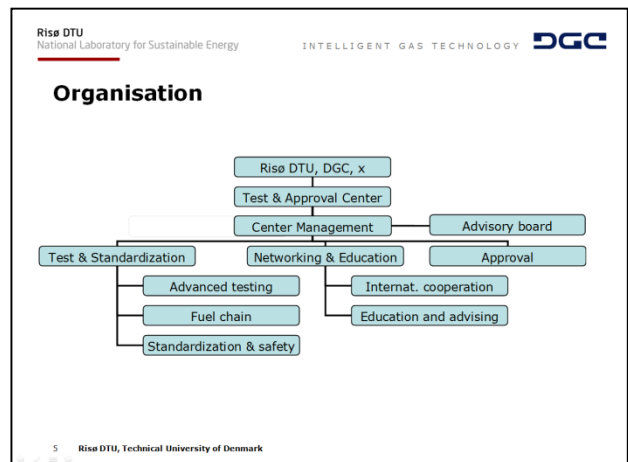 Risø DTU
National Laboratory for Sustainable Energy
INTELLIGENT GAS TECHNOLOGY DGC
Organisation
Risø DTU, DGC, x
Test & Approval Center
Center Management
Advisory board
Test & Standardization
Networking & Education
Approval
Advanced testing
Internat. cooperation
Fuel chain
Education and advising
Standardization & safety
5 Risø DTU, Technical University of Denmark